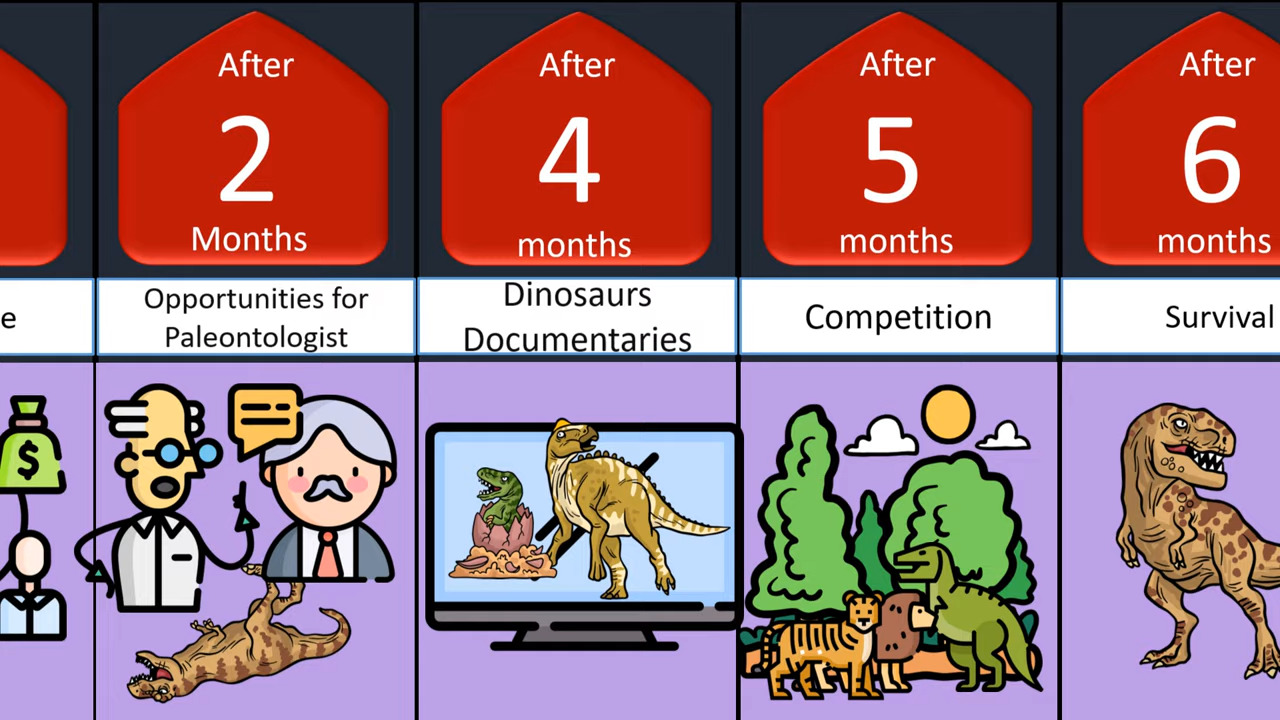 After
2
Months
Opportunities for
Paleontologist
After
4
months
Dinosaurs
Documentaries
After
5
months
Competition
After
6
months
Survival
e
$